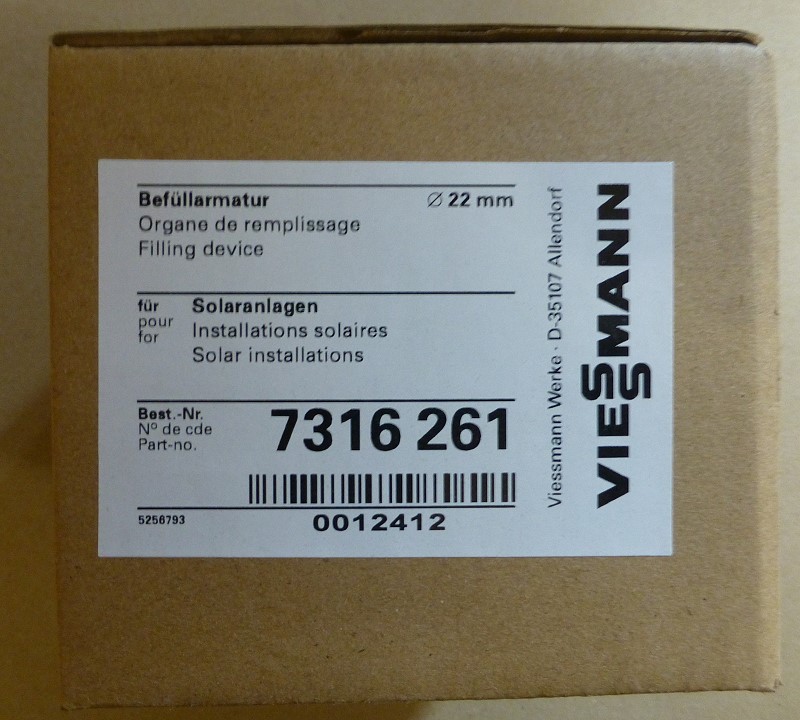 Befüllarmatur ∅ 22 mm
Organe de remplissage
Filling device
für Solaranlagen
pour Installations solaires
for Solar installations
Best.-Nr.
N° de cde
Part-no.
7316 261
5256793
0012412
Viessmann Werke · D-35107 Allendorf
VIESSMANN